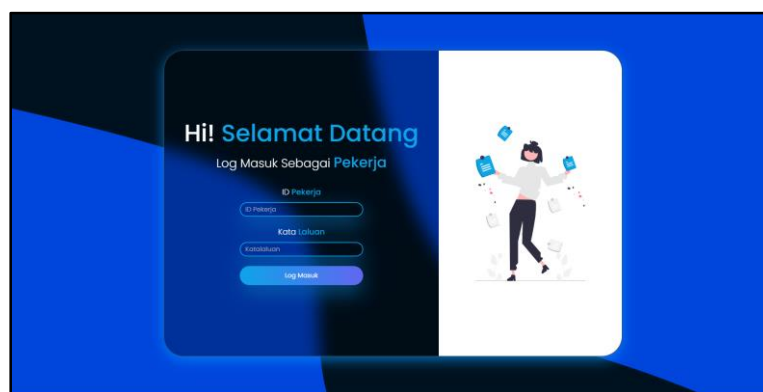 Hi! Selamat Datang
Log Masuk Sebagai Pekerja
ID Pekerja
ID Pekerja
Kata Laluan
Katalaluan
Log Masuk